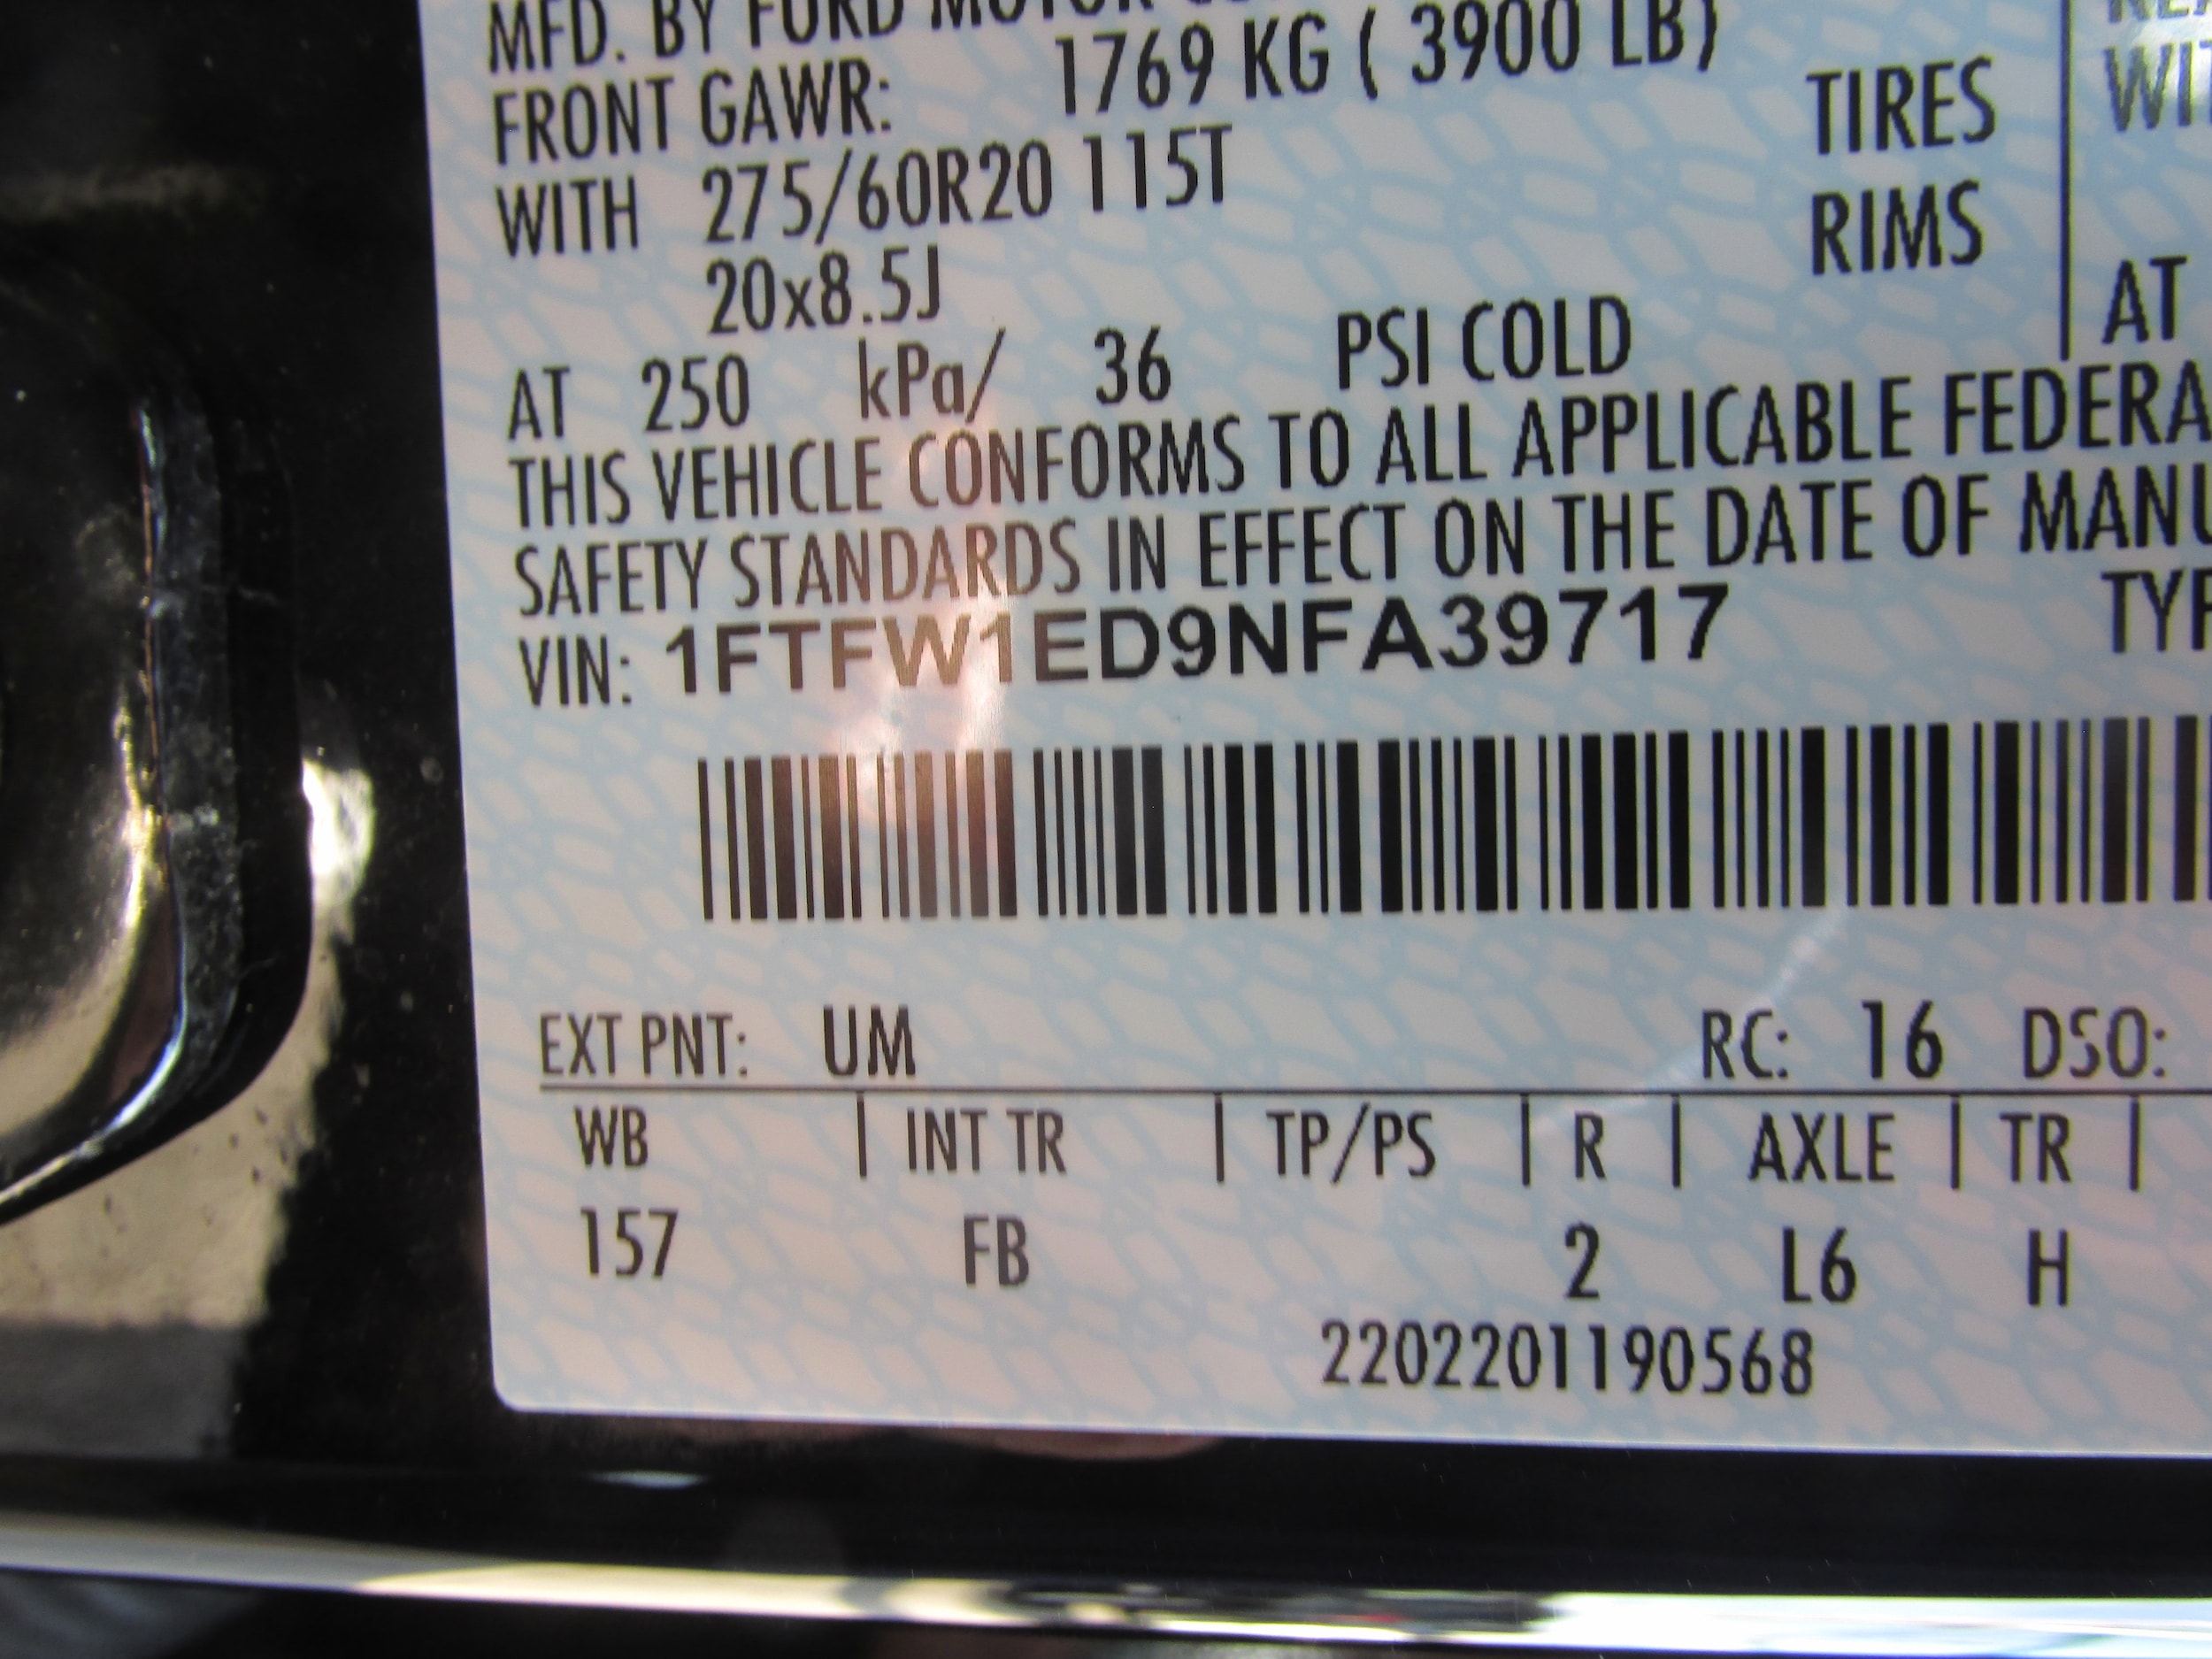 MFD. BY FORD MOTOR
FRONT GAWR: 1769 KG ( 3900 LB)
WITH 275/60R20 115T TIRES
20x8.5J RIMS
AT 250 kPa/ 36 PSI COLD
AT
THIS VEHICLE CONFORMS TO ALL APPLICABLE FEDERA
SAFETY STANDARDS IN EFFECT ON THE DATE OF MANU
VIN: 1FTFW1ED9NFA39717
TYP
EXT PNT: UM RC: 16 DSO:
WB | INT TR | TP/PS | R | AXLE | TR |
157 FB 2 L6 H
2202201190568